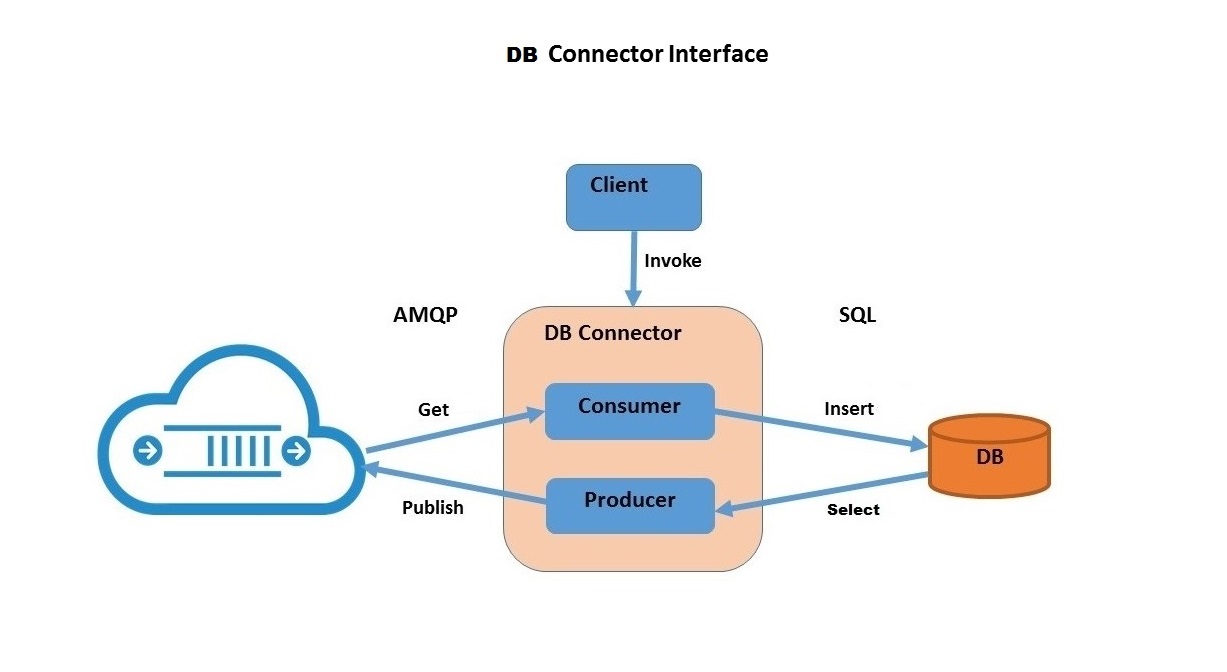 DB Connector Interface
Client
Invoke
AMQP
SQL
DB Connector
Get
Consumer
Insert
DB
Producer
Publish
Select